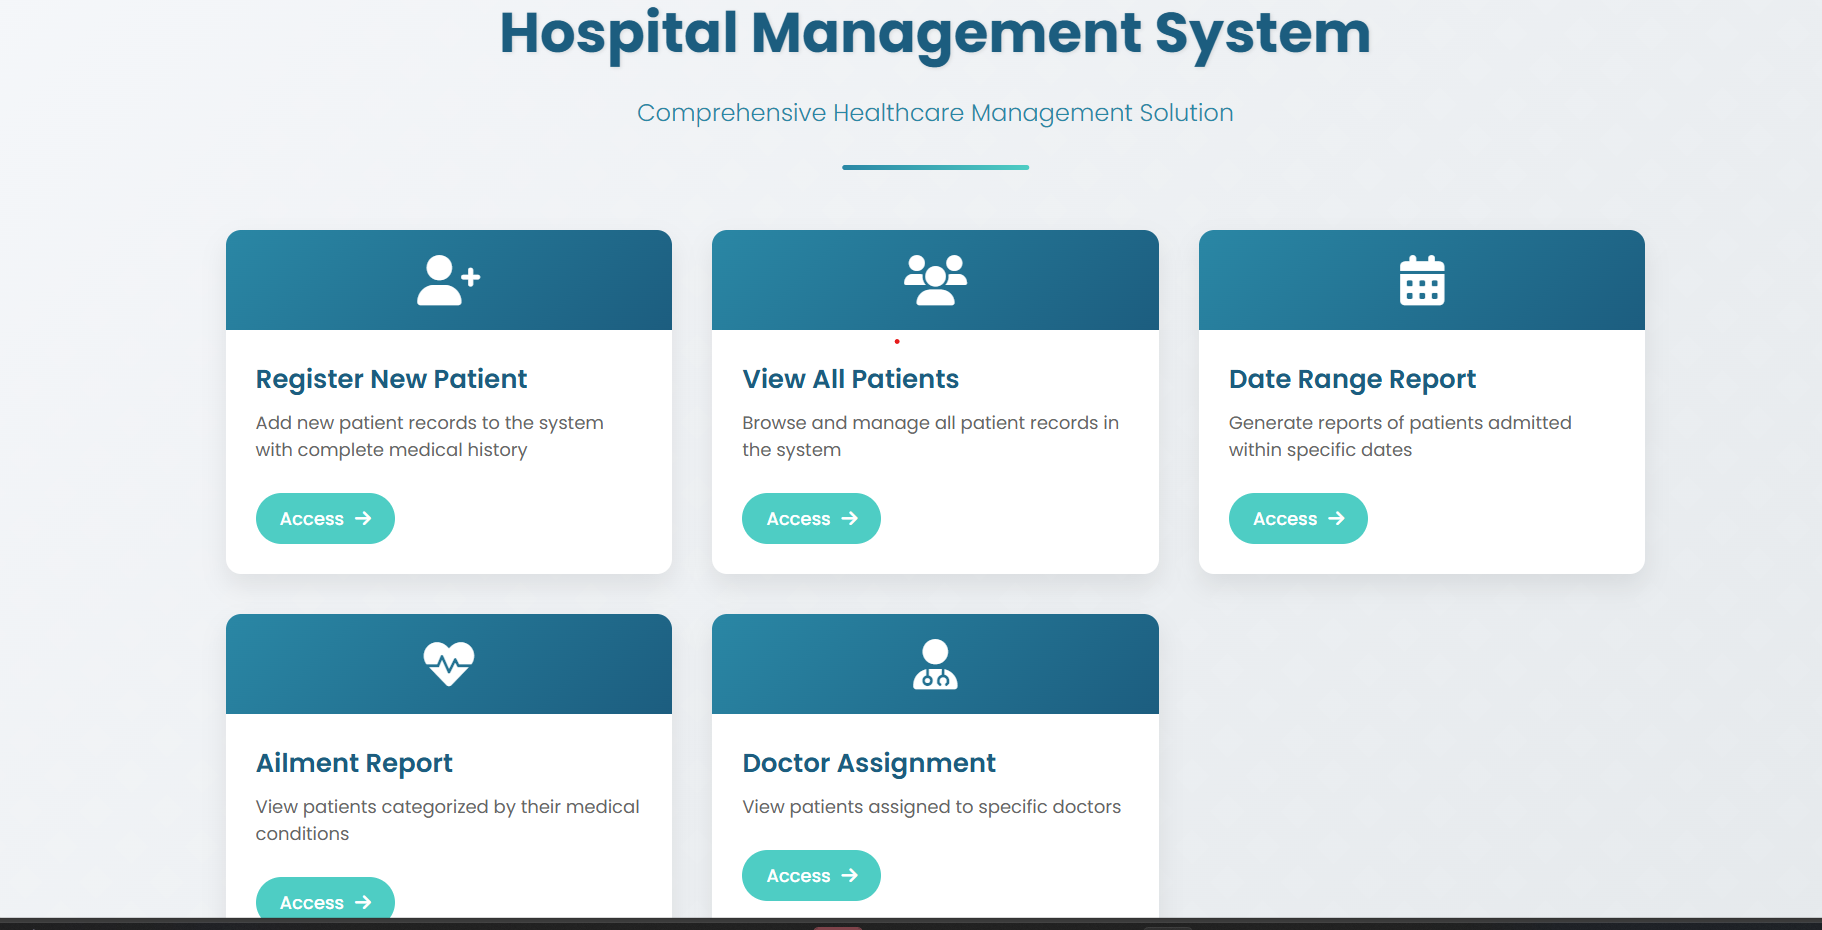 Hospital Management System
Comprehensive Healthcare Management Solution
Register New Patient
Add new patient records to the system
with complete medical history
Access
View All Patients
Browse and manage all patient records in
the system
Access
Date Range Report
Generate reports of patients admitted
within specific dates
Access
Ailment Report
View patients categorized by their medical
conditions
Access
Doctor Assignment
View patients assigned to specific doctors
Access